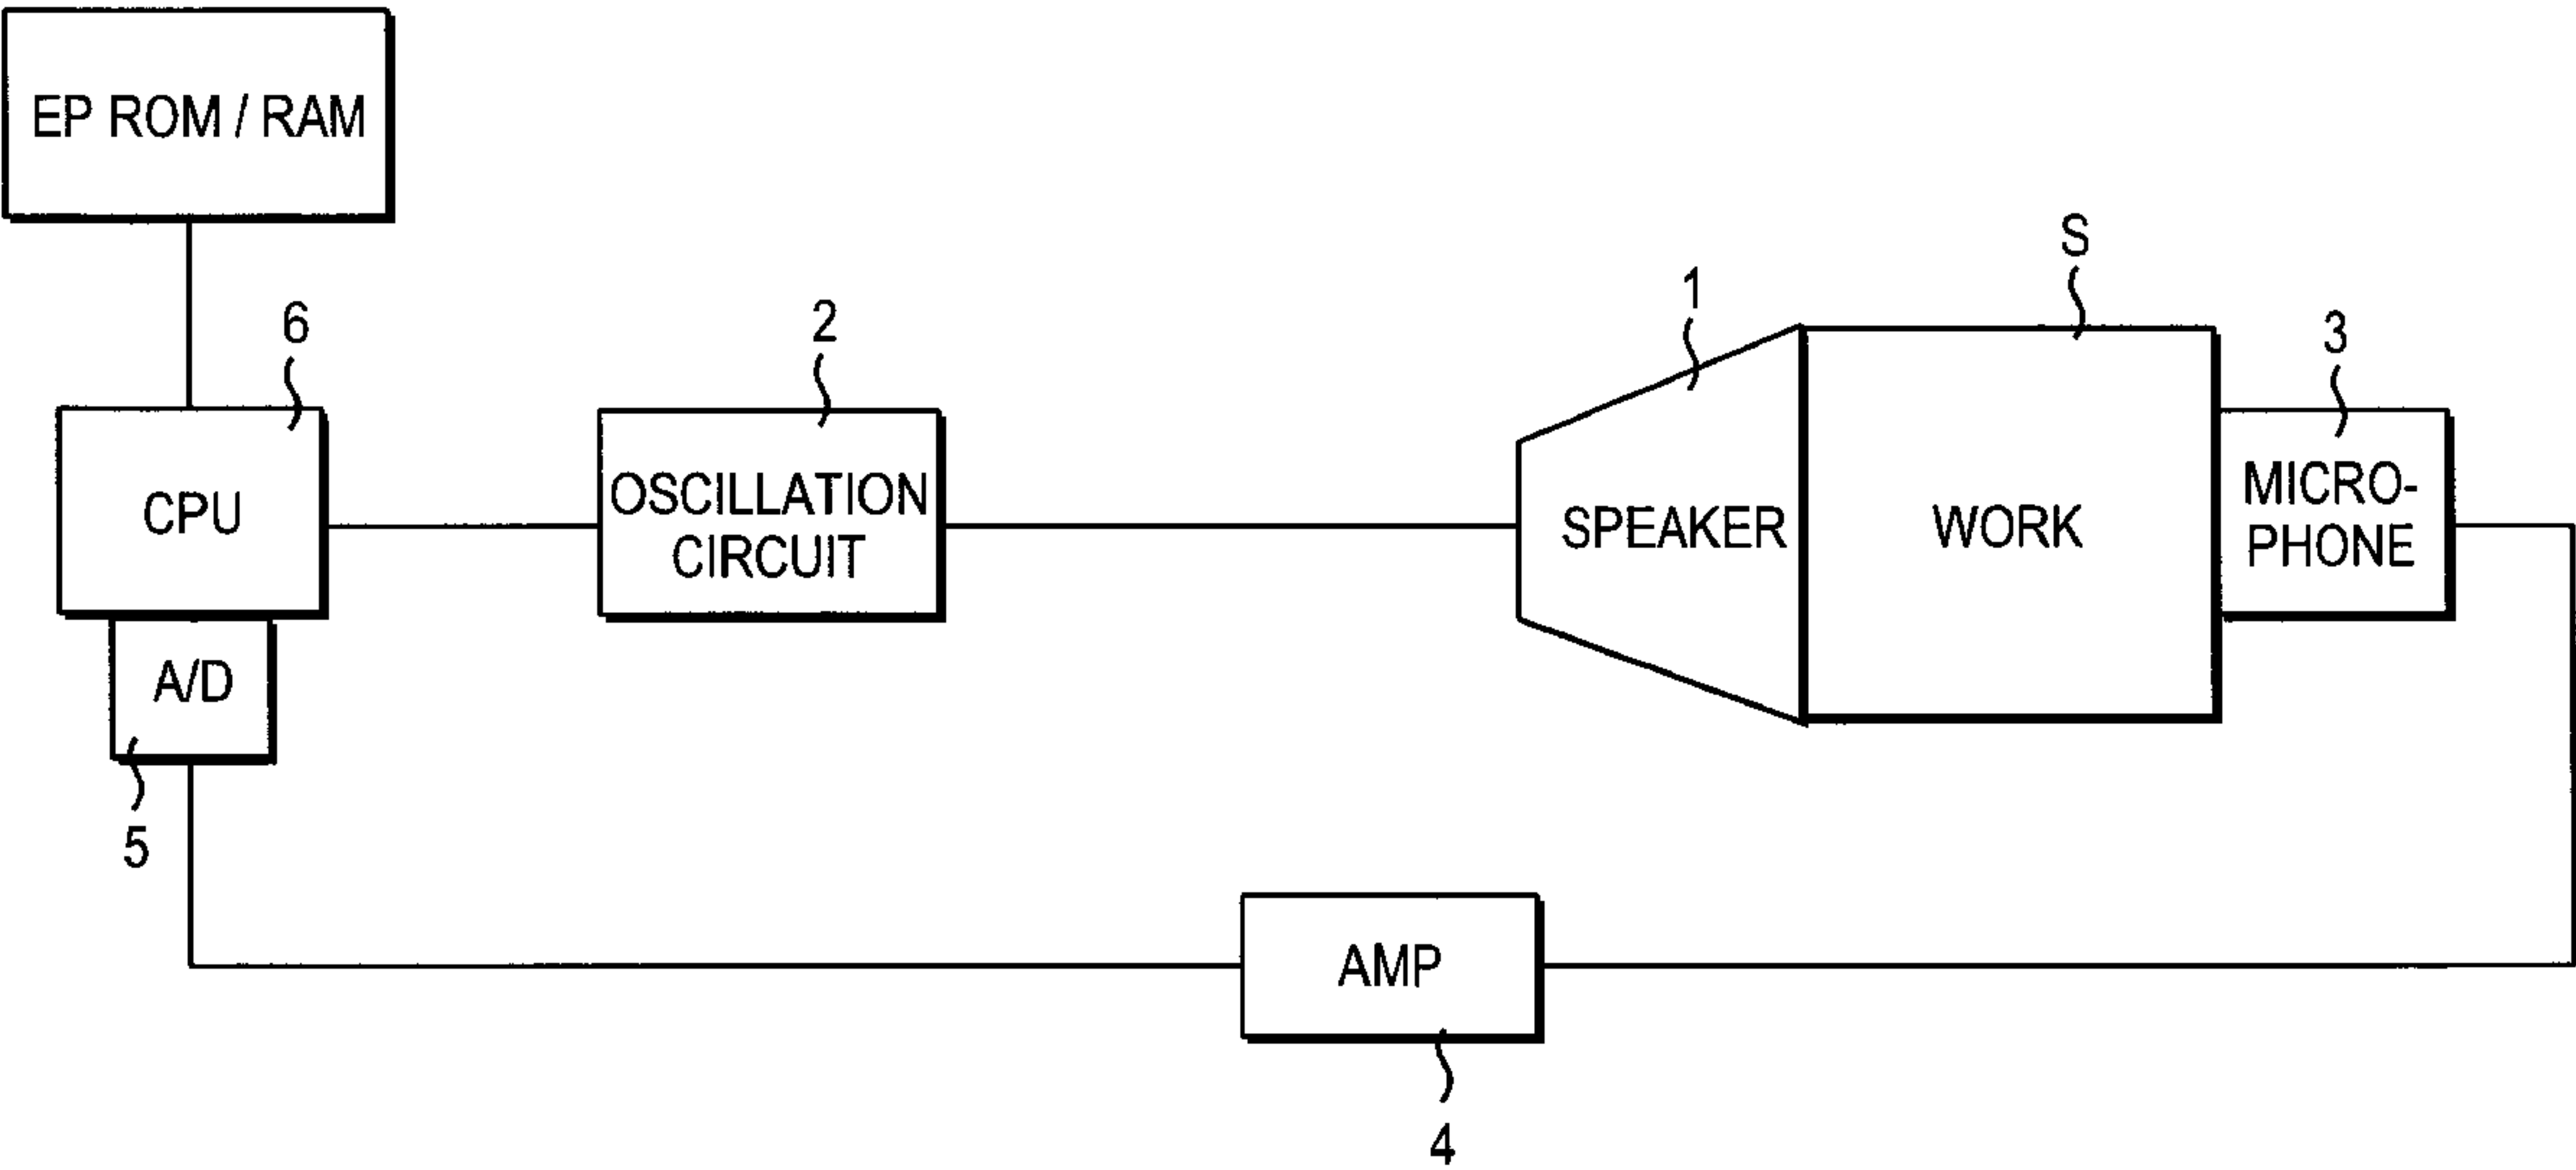 EP ROM / RAM
S
1
6
2
3
CPU
OSCILLATION
CIRCUIT
SPEAKER
WORK
MICRO-
PHONE
A/D
5
AMP
4